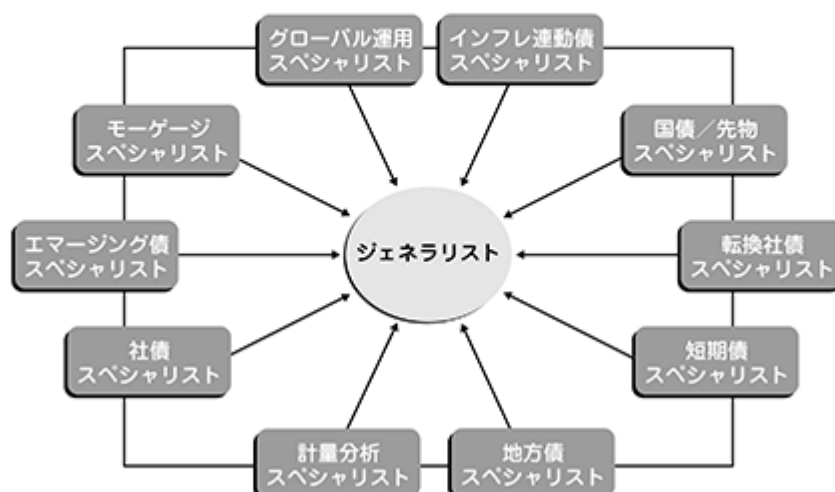 グローバル運用
スペシャリスト
インフレ連動債
スペシャリスト
モーゲージ
スペシャリスト
国債／先物
スペシャリスト
エマージング債
スペシャリスト
ジェネラリスト
転換社債
スペシャリスト
社債
スペシャリスト
短期債
スペシャリスト
計量分析
スペシャリスト
地方債
スペシャリスト